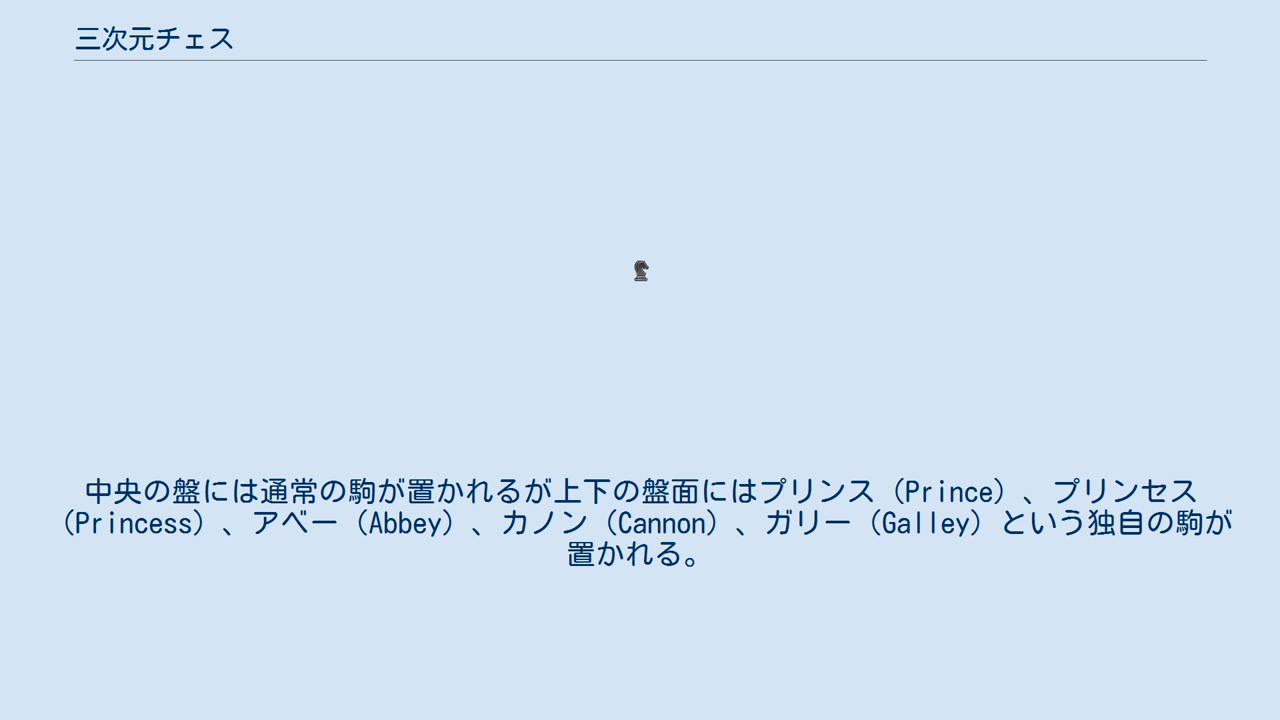 三次元チェス
中央の盤には通常の駒が置かれるが上下の盤面にはプリンス（Prince）、プリンセス
（Princess）、アベー（Abbey）、カノン（Cannon）、ガリー（Galley）という独自の駒が
置かれる。